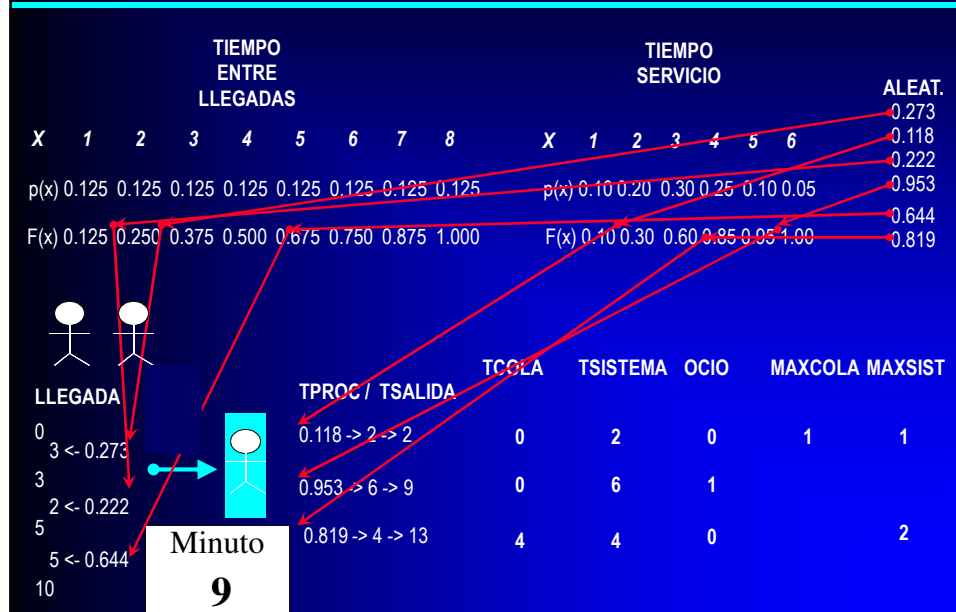 TIEMPO
ENTRE
LLEGADAS
TIEMPO
SERVICIO
ALEAT.
0.273
0.118
0.222
0.953
0.644
0.819
X 1 2 3 4 5 6 7 8
p(x) 0.125 0.125 0.125 0.125 0.125 0.125 0.125 0.125
F(x) 0.125 0.250 0.375 0.500 0.675 0.750 0.875 1.000
X 1 2 3 4 5 6
p(x) 0.10 0.20 0.30 0.25 0.10 0.05
F(x) 0.10 0.30 0.60 0.85 0.95 1.00
LLEGADA
0
3 <- 0.273
3
2 <- 0.222
5
5 <- 0.644
10
Minuto
9
TPROC / TSALIDA
0.118 -> 2 -> 2
0.953 -> 6 -> 9
0.819 -> 4 -> 13
TCOLA TSISTEMA OCIO MAXCOLA MAXSIST
0 2 0 1 1
0 6 1
4 4 0 2